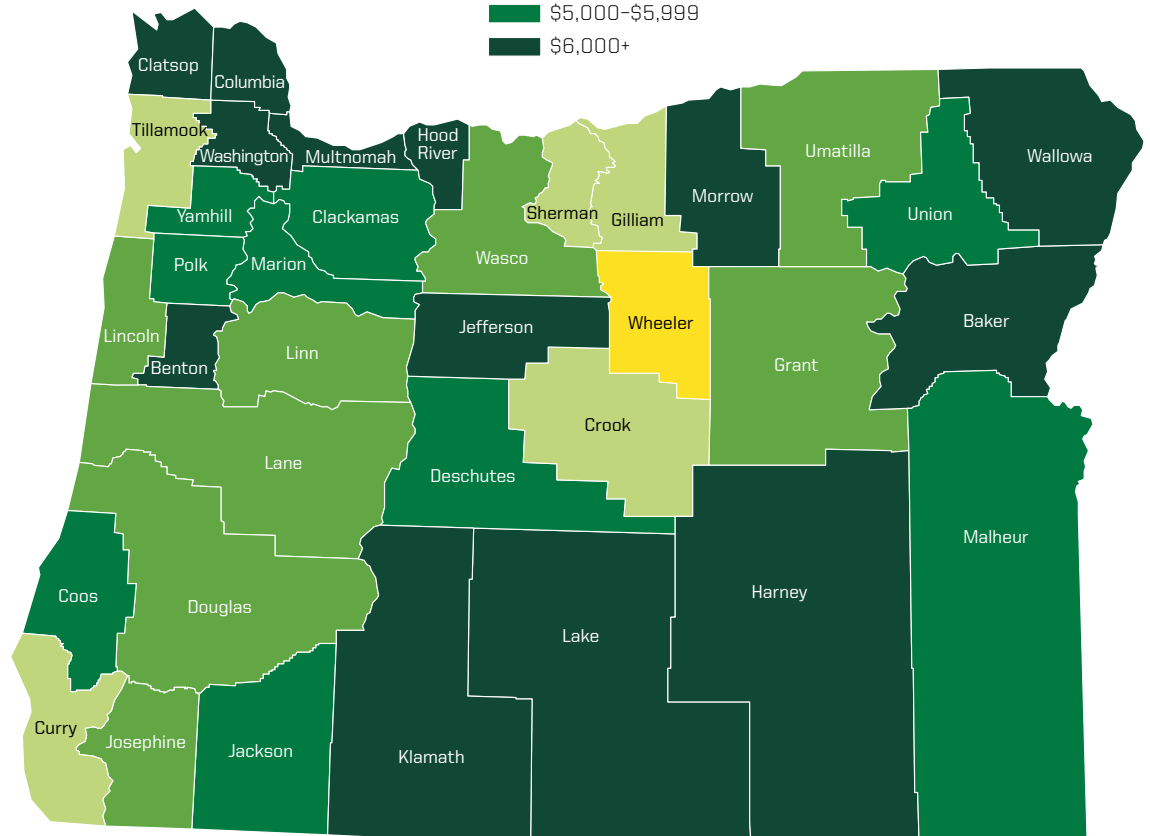 $5,000–$5,999
$6,000+
Clatsop
Columbia
Tillamook
Washington
Multnomah
Hood
River
Yamhill
Clackamas
Sherman
Gilliam
Morrow
Umatilla
Wallowa
Union
Polk
Marion
Wasco
Lincoln
Benton
Linn
Jefferson
Wheeler
Grant
Baker
Crook
Lane
Deschutes
Malheur
Coos
Douglas
Harney
Lake
Curry
Josephine
Jackson
Klamath